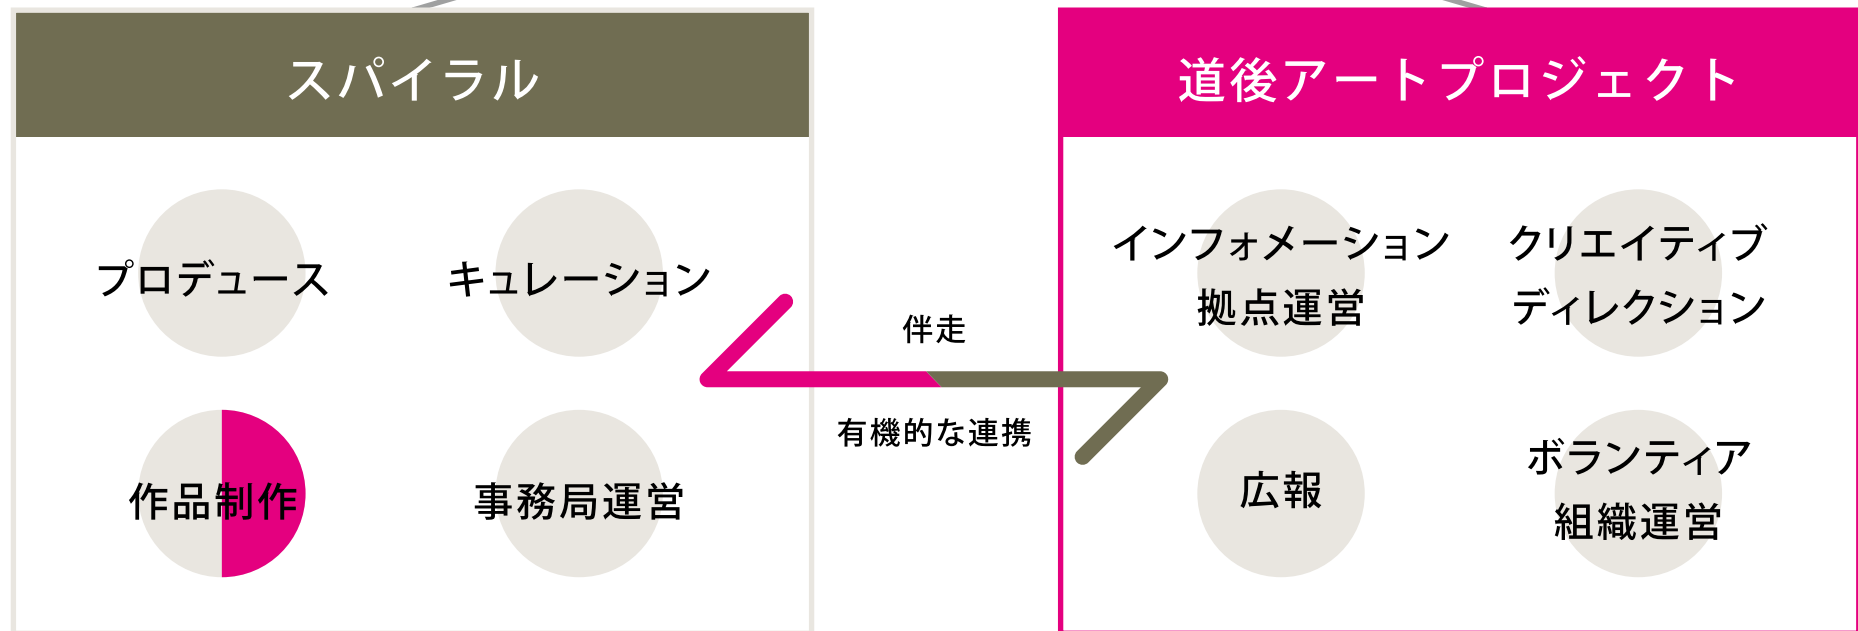 スパイラル
プロデュース
キュレーション
作品制作
事務局運営
伴走
有機的な連携
道後アートプロジェクト
インフォメーション
拠点運営
クリエイティブ
ディレクション
広報
ボランティア
組織運営